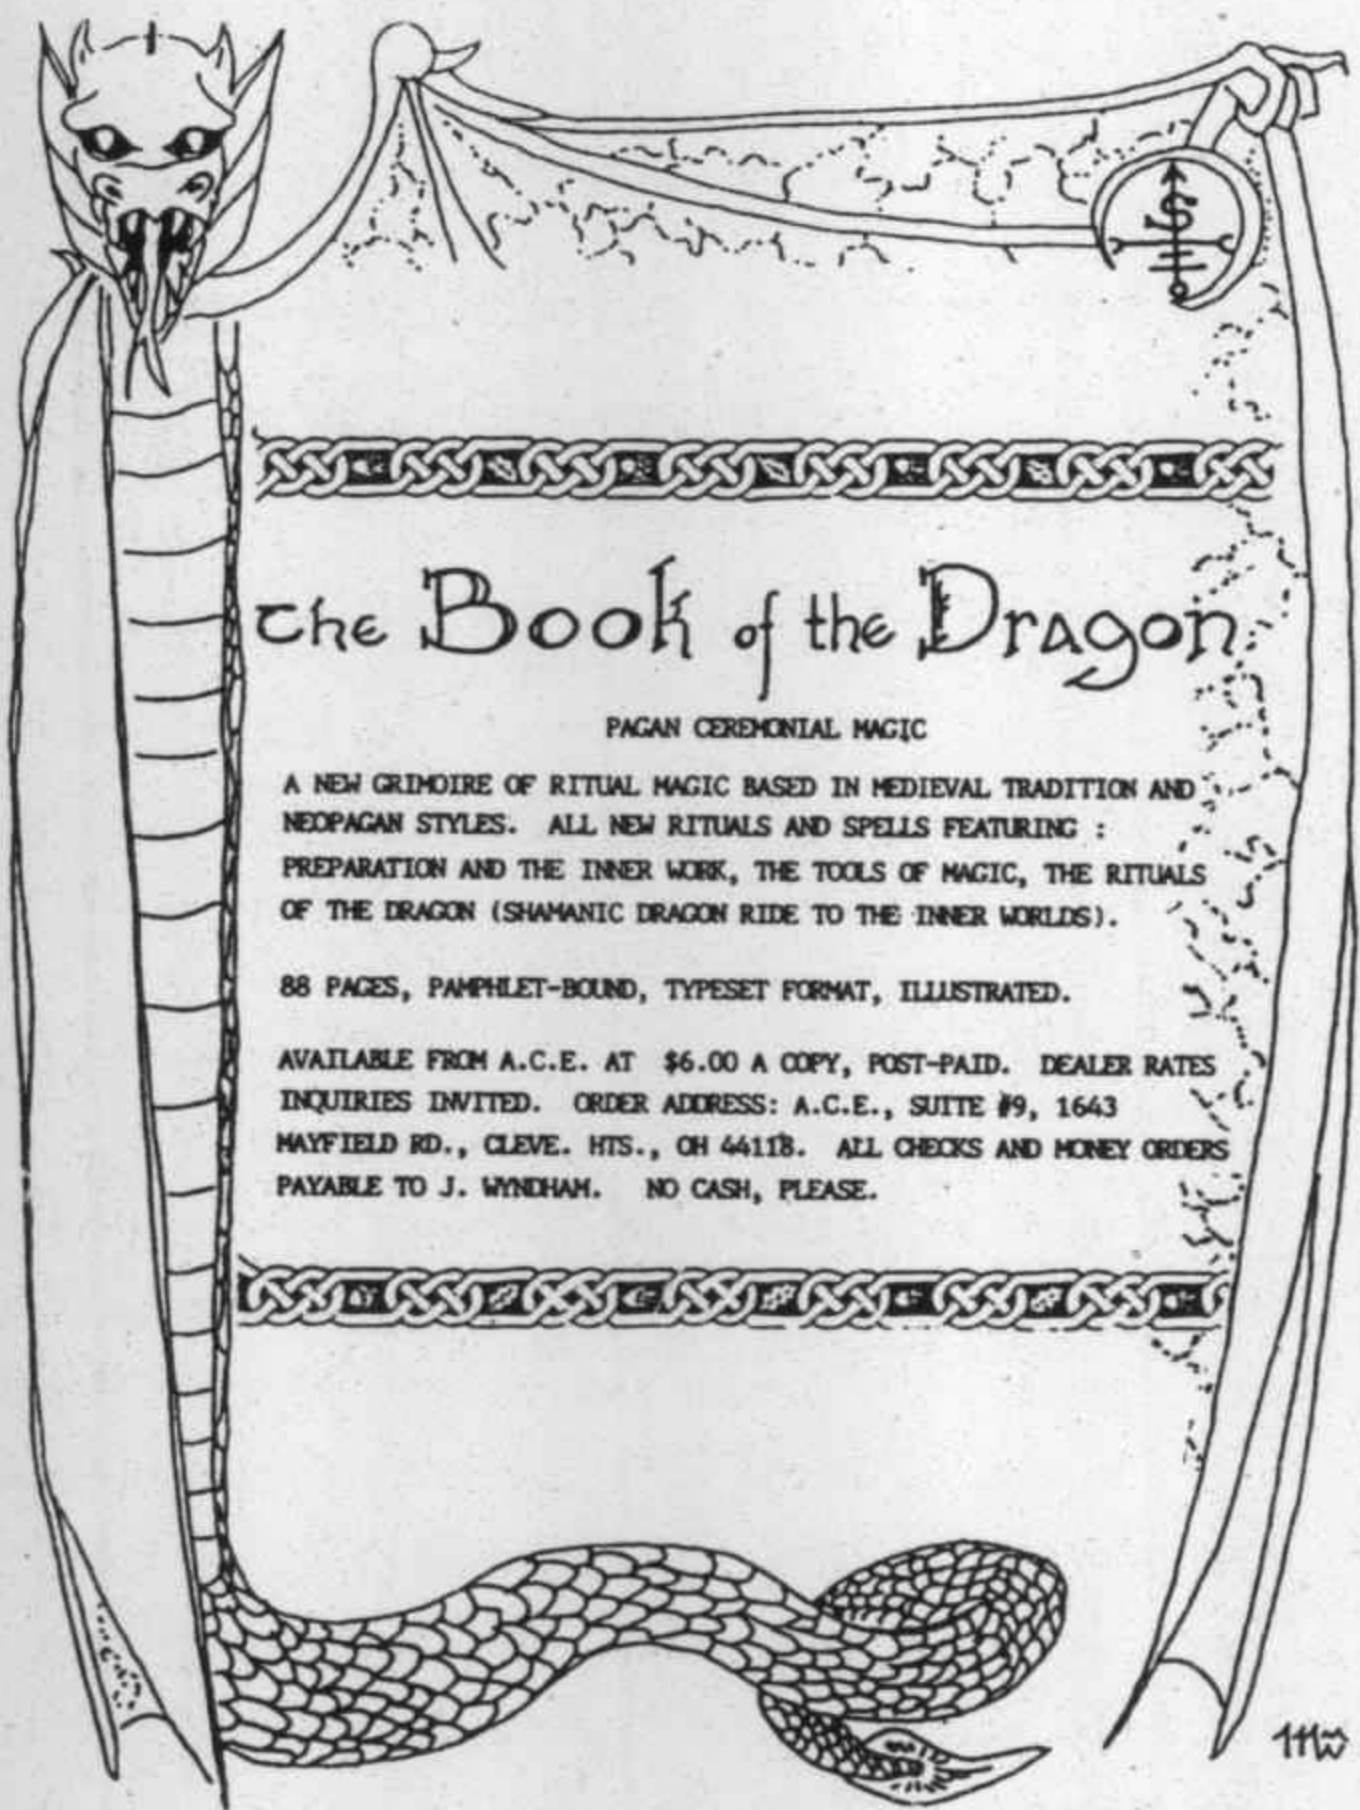 The Book of the Dragon
PAGAN CEREMONIAL MAGIC
A NEW GRIMOIRE OF RITUAL MAGIC BASED IN MEDIEVAL TRADITION AND
NEOPAGAN STYLES. ALL NEW RITUALS AND SPELLS FEATURING :
PREPARATION AND THE INNER WORK, THE TOOLS OF MAGIC, THE RITUALS
OF THE DRAGON (SHAMANIC DRAGON RIDE TO THE INNER WORLDS).
88 PAGES, PAMPHLET-BOUND, TYPESET FORMAT, ILLUSTRATED.
AVAILABLE FROM A.C.E. AT $6.00 A COPY, POST-PAID. DEALER RATES
INQUIRIES INVITED. ORDER ADDRESS: A.C.E., SUITE #9, 1643
MAYFIELD RD., CLEVE. HTS., OH 44118. ALL CHECKS AND MONEY ORDERS
PAYABLE TO J. WYNDHAM. NO CASH, PLEASE.